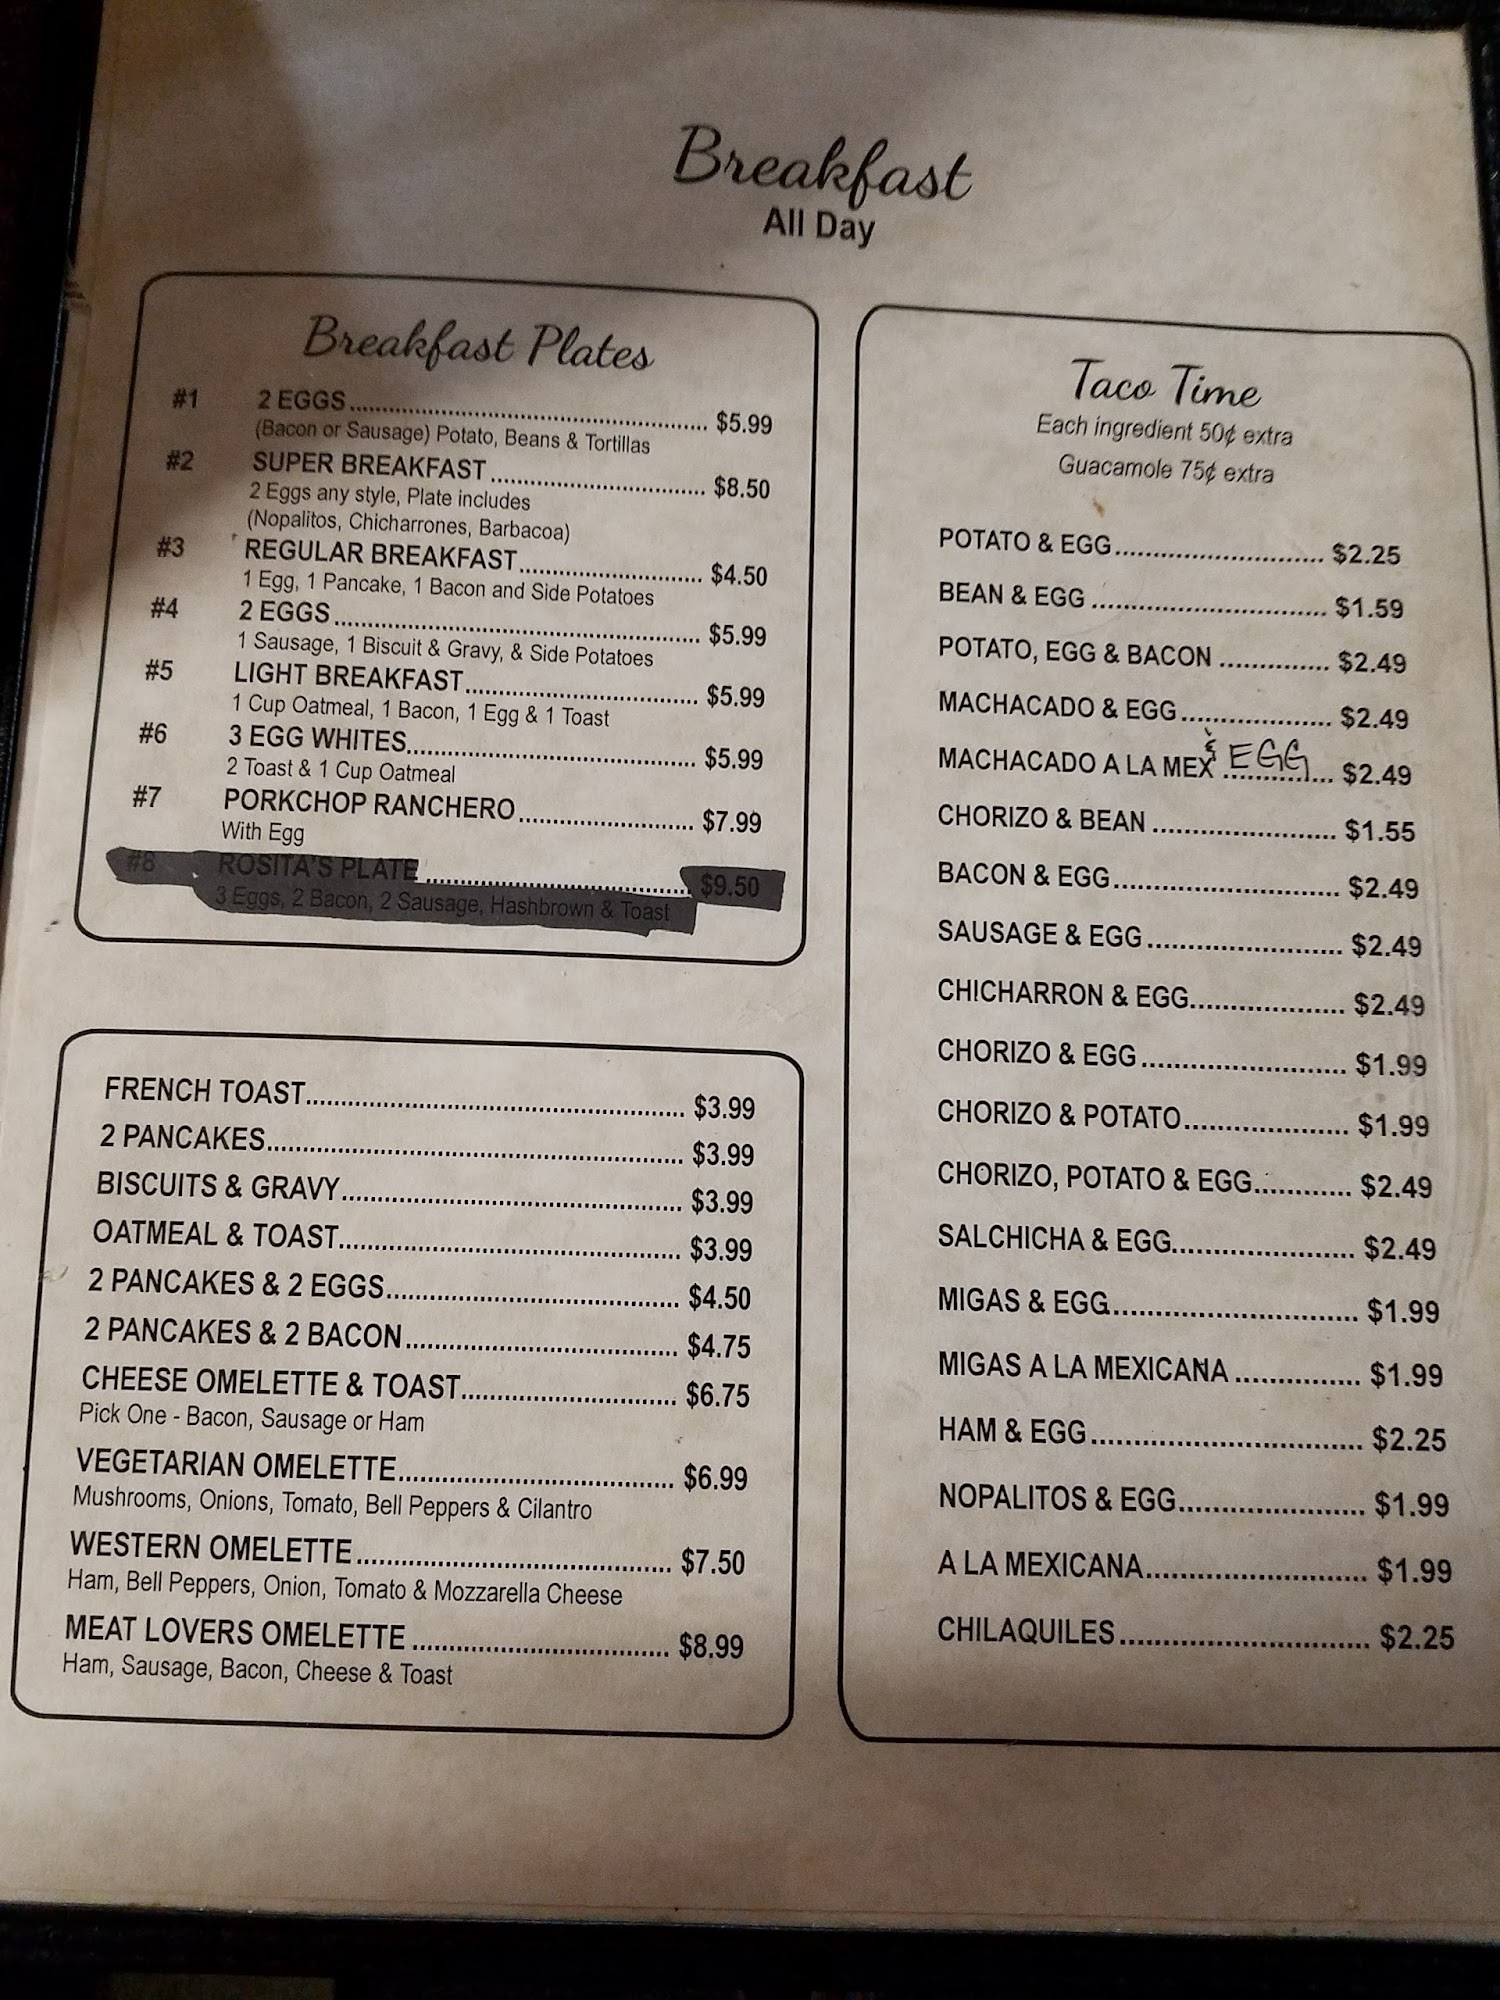 Breakfast
All Day
Breakfast Plates
#1 2 EGGS........ $5.99
(Bacon or Sausage) Potato, Beans & Tortillas
#2 SUPER BREAKFAST........ $8.50
2 Eggs any style, Plate includes
(Nopalitos, Chicharrones, Barbacoa)
#3 REGULAR BREAKFAST........ $4.50
1 Egg, 1 Pancake, 1 Bacon and Side Potatoes
#4 2 EGGS........ $5.99
1 Sausage, 1 Biscuit & Gravy, & Side Potatoes
#5 LIGHT BREAKFAST........ $5.99
1 Cup Oatmeal, 1 Bacon, 1 Egg & 1 Toast
#6 3 EGG WHITES........ $5.99
2 Toast & 1 Cup Oatmeal
#7 PORKCHOP RANCHERO........ $7.99
With Egg
#8 ROSITA'S PLATE........ $9.50
3 Eggs, 2 Bacon, 2 Sausage, Hashbrown & Toast
FRENCH TOAST........ $3.99
2 PANCAKES........ $3.99
BISCUITS & GRAVY........ $3.99
OATMEAL & TOAST........ $3.99
2 PANCAKES & 2 EGGS........ $4.50
2 PANCAKES & 2 BACON........ $4.75
CHEESE OMELETTE & TOAST........ $6.75
Pick One - Bacon, Sausage or Ham
VEGETARIAN OMELETTE........ $6.99
Mushrooms, Onions, Tomato, Bell Peppers & Cilantro
WESTERN OMELETTE........ $7.50
Ham, Bell Peppers, Onion, Tomato & Mozzarella Cheese
MEAT LOVERS OMELETTE........ $8.99
Ham, Sausage, Bacon, Cheese & Toast
Taco Time
Each ingredient 50¢ extra
Guacamole 75¢ extra
POTATO & EGG........ $2.25
BEAN & EGG........ $1.59
POTATO, EGG & BACON........ $2.49
MACHACADO & EGG........ $2.49
MACHACADO A LA MEX & EGG........ $2.49
CHORIZO & BEAN........ $1.55
BACON & EGG........ $2.49
SAUSAGE & EGG........ $2.49
CHICHARRON & EGG........ $2.49
CHORIZO & EGG........ $1.99
CHORIZO & POTATO........ $1.99
CHORIZO, POTATO & EGG........ $2.49
SALCHICHA & EGG........ $2.49
MIGAS & EGG........ $1.99
MIGAS A LA MEXICANA........ $1.99
HAM & EGG........ $2.25
NOPALITOS & EGG........ $1.99
A LA MEXICANA........ $1.99
CHILAQUILES........ $2.25